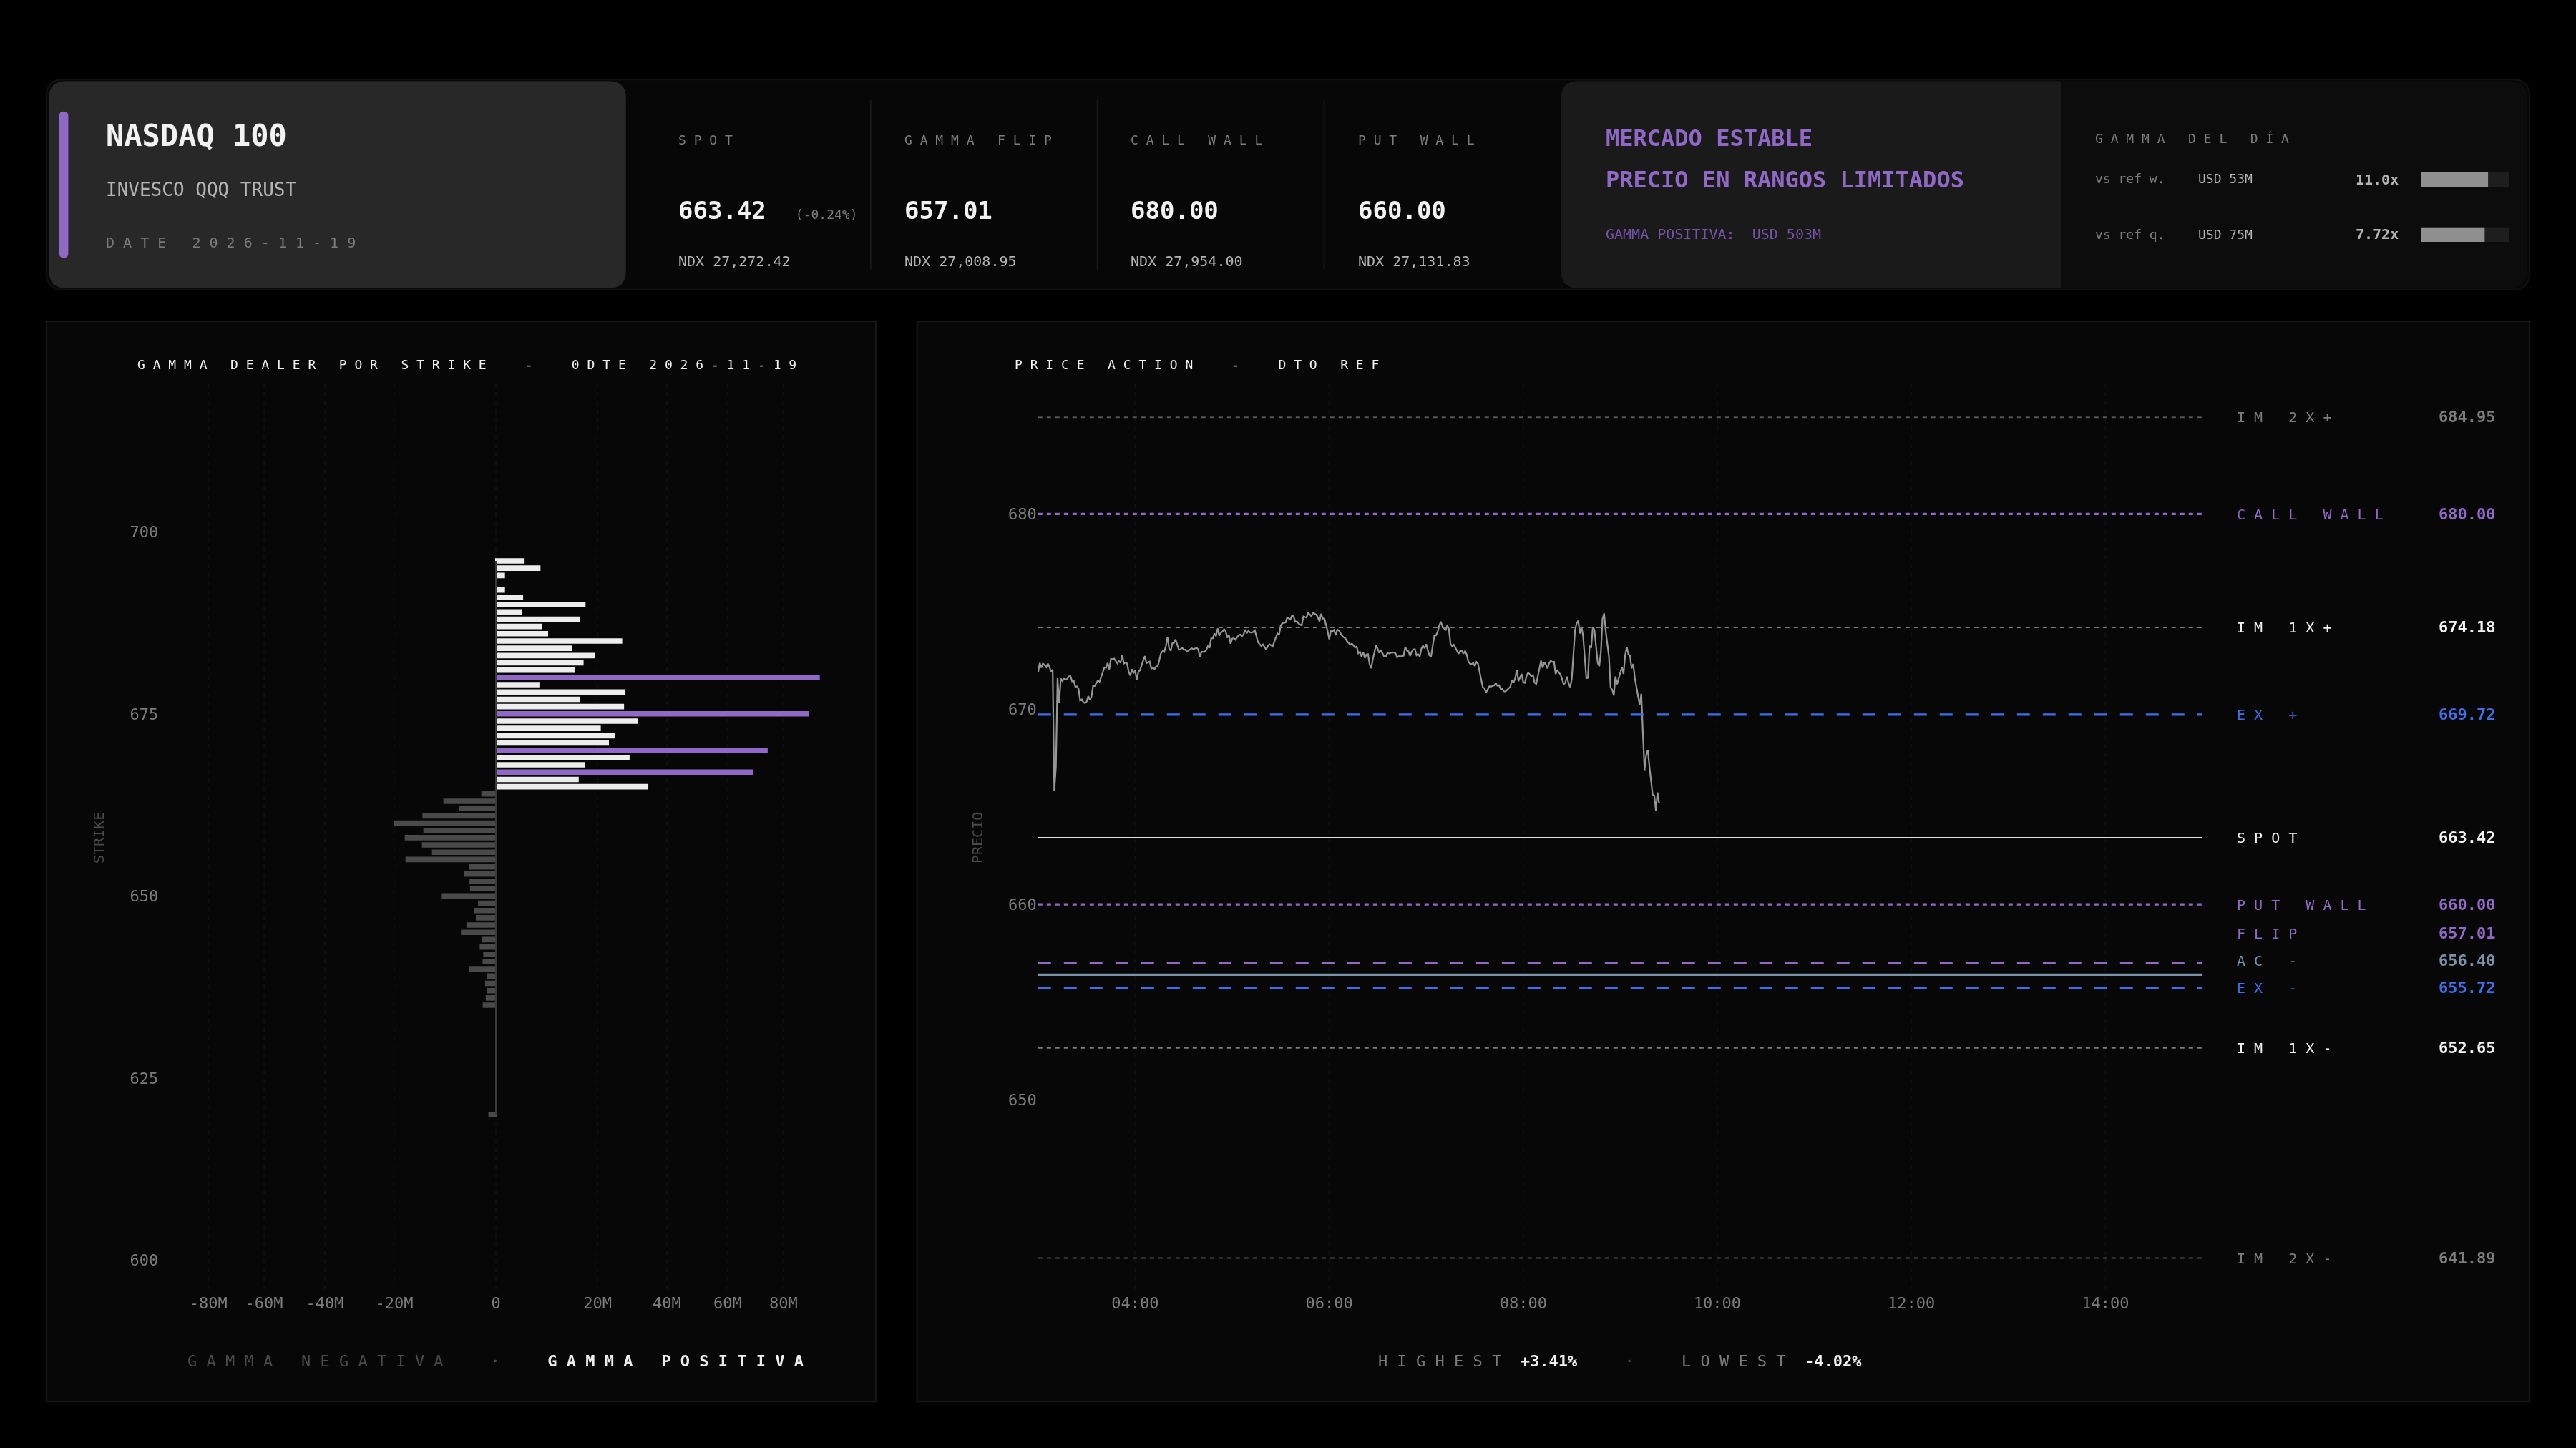 NASDAQ 100
INVESCO QQQ TRUST
DATE 2026-11-19
SPOT
663.42 (-0.24%)
NDX 27,272.42
GAMMA FLIP
657.01
NDX 27,008.95
CALL WALL
680.00
NDX 27,954.00
PUT WALL
660.00
NDX 27,131.83
MERCADO ESTABLE
PRECIO EN RANGOS LIMITADOS
GAMMA POSITIVA: USD 503M
GAMMA DEL DÍA
vs ref w. USD 53M 11.0x
vs ref q. USD 75M 7.72x
GAMMA DEALER POR STRIKE - 0DTE 2026-11-19
STRIKE
700
675
650
625
600
-80M -60M -40M -20M 0 20M 40M 60M 80M
GAMMA NEGATIVA · GAMMA POSITIVA
PRICE ACTION - DTO REF
PRECIO
680
670
660
650
IM 2X+ 684.95
CALL WALL 680.00
IM 1X+ 674.18
EX + 669.72
SPOT 663.42
PUT WALL 660.00
FLIP 657.01
AC - 656.40
EX - 655.72
IM 1X- 652.65
IM 2X- 641.89
04:00 06:00 08:00 10:00 12:00 14:00
HIGHEST +3.41% · LOWEST -4.02%